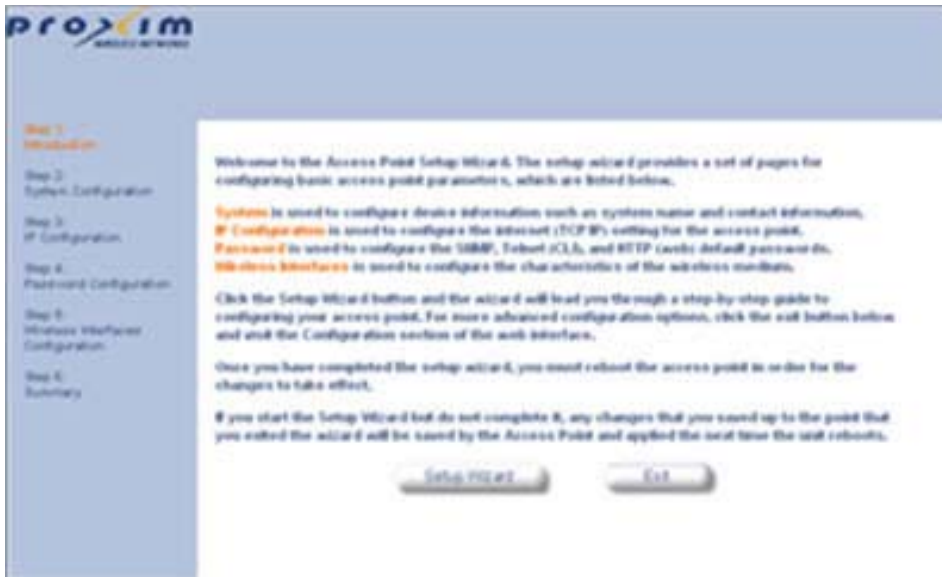 proxim
WIRELESS NETWORKS
Step 1:
Introduction
Step 2:
System Configuration
Step 3:
IP Configuration
Step 4:
Password Configuration
Step 5:
Wireless Interfaces
Configuration
Step 6:
Summary
Welcome to the Access Point Setup Wizard. The setup wizard provides a set of pages for
configuring basic access point parameters, which are listed below.
System is used to configure device information such as system name and contact information.
IP Configuration is used to configure the internet (TCP/IP) setting for the access point.
Password is used to configure the SNMP, Telnet (CLI), and HTTP (web) default passwords.
Wireless Interfaces is used to configure the characteristics of the wireless medium.
Click the Setup Wizard button and the wizard will lead you through a step-by-step guide to
configuring your access point. For more advanced configuration options, click the exit button below
and visit the Configuration section of the web interface.
Once you have completed the setup wizard, you must reboot the access point in order for the
changes to take effect.
If you start the Setup Wizard but do not complete it, any changes that you saved up to the point that
you exited the wizard will be saved by the Access Point and applied the next time the unit reboots.
Setup Wizard
Exit